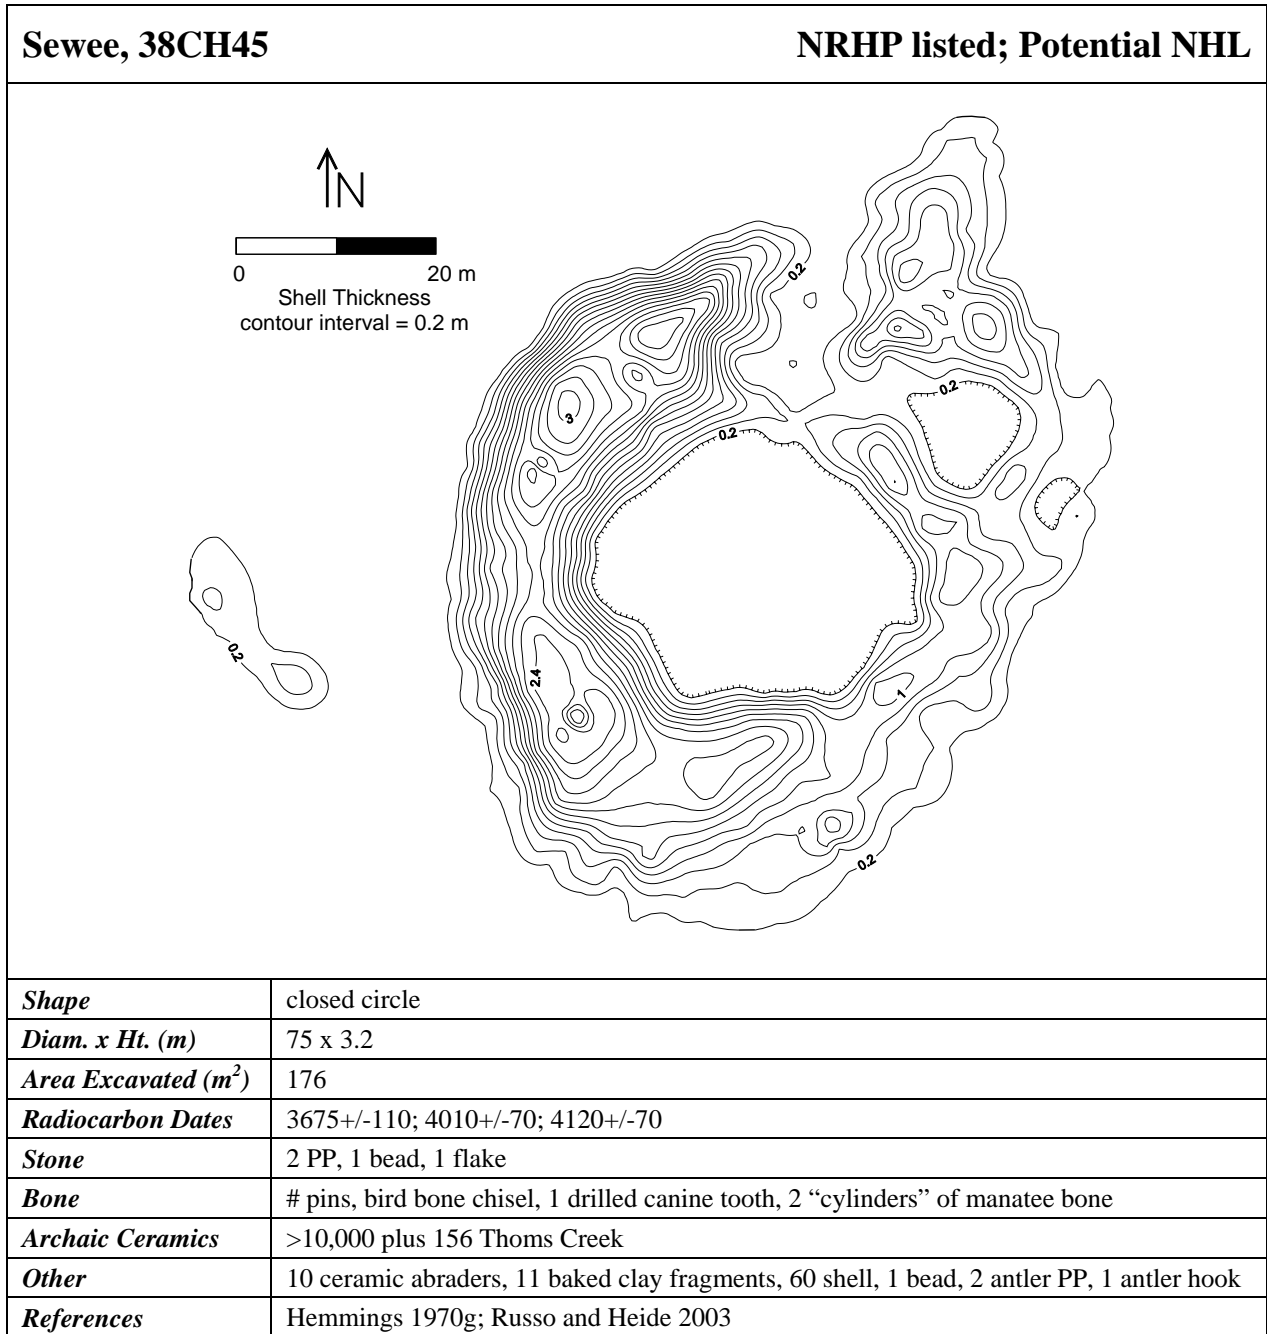 Sewee, 38CH45 NRHP listed; Potential NHL
N
0 20 m
Shell Thickness
contour interval = 0.2 m
0.2
3
0.2
0.2
0.2
2.4
1
0.2
Shape closed circle
Diam. x Ht. (m) 75 x 3.2
Area Excavated (m²) 176
Radiocarbon Dates 3675+/-110; 4010+/-70; 4120+/-70
Stone 2 PP, 1 bead, 1 flake
Bone # pins, bird bone chisel, 1 drilled canine tooth, 2 “cylinders” of manatee bone
Archaic Ceramics >10,000 plus 156 Thoms Creek
Other 10 ceramic abraders, 11 baked clay fragments, 60 shell, 1 bead, 2 antler PP, 1 antler hook
References Hemmings 1970g; Russo and Heide 2003